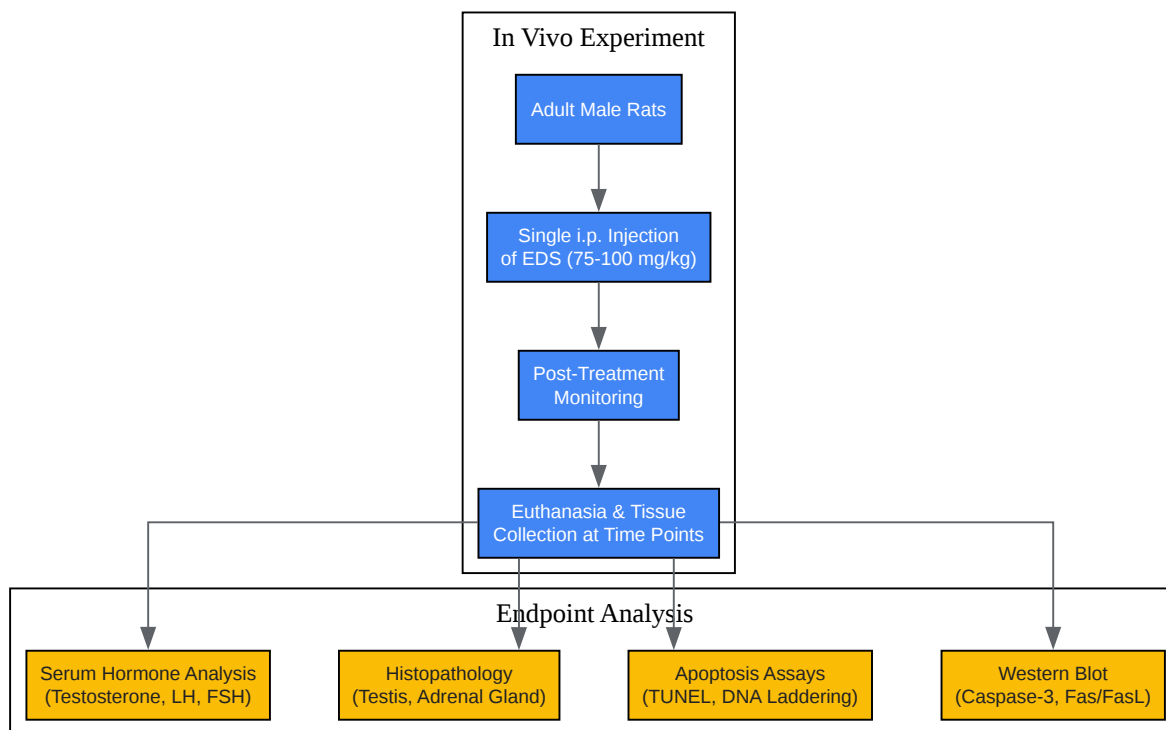 In Vivo Experiment
Adult Male Rats
Single i.p. Injection
of EDS (75-100 mg/kg)
Post-Treatment
Monitoring
Euthanasia & Tissue
Collection at Time Points
Endpoint Analysis
Serum Hormone Analysis
(Testosterone, LH, FSH)
Histopathology
(Testis, Adrenal Gland)
Apoptosis Assays
(TUNEL, DNA Laddering)
Western Blot
(Caspase-3, Fas/FasL)